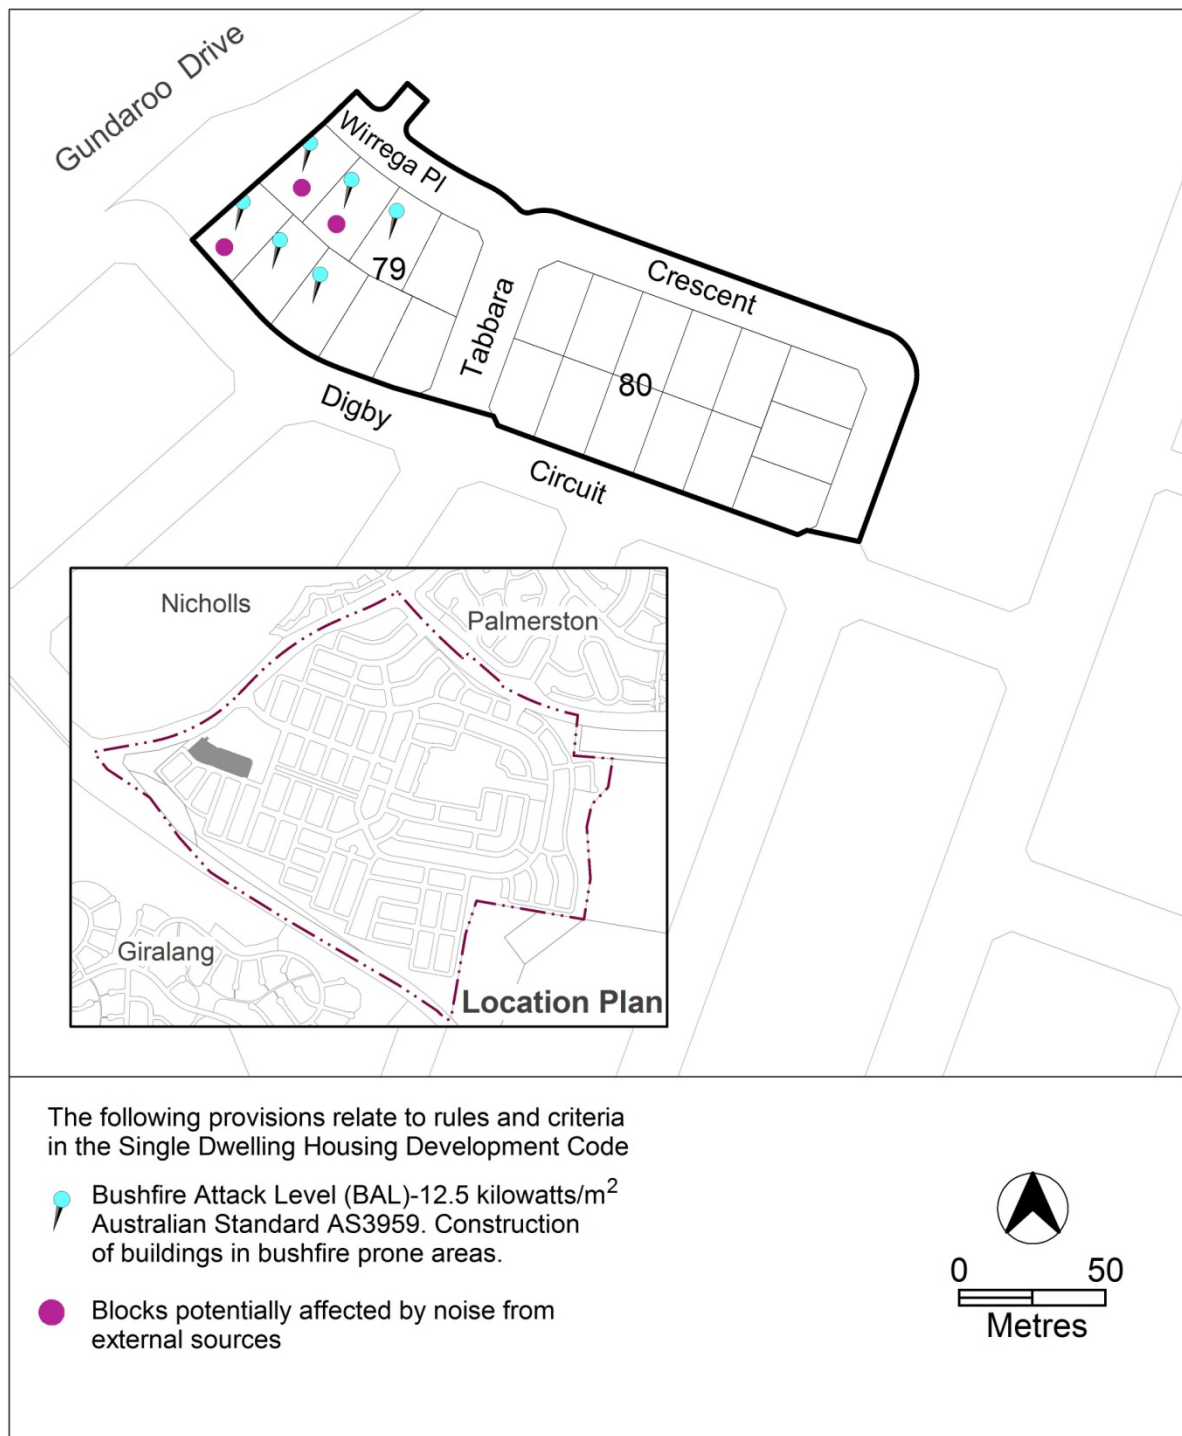 Gundaroo Drive
Wirrega Pl
79
Tabbara
Crescent
80
Digby
Circuit
Nicholls
Palmerston
Giralang
Location Plan
The following provisions relate to rules and criteria
in the Single Dwelling Housing Development Code
Bushfire Attack Level (BAL)-12.5 kilowatts/m²
Australian Standard AS3959. Construction
of buildings in bushfire prone areas.
Blocks potentially affected by noise from
external sources
0 50
Metres